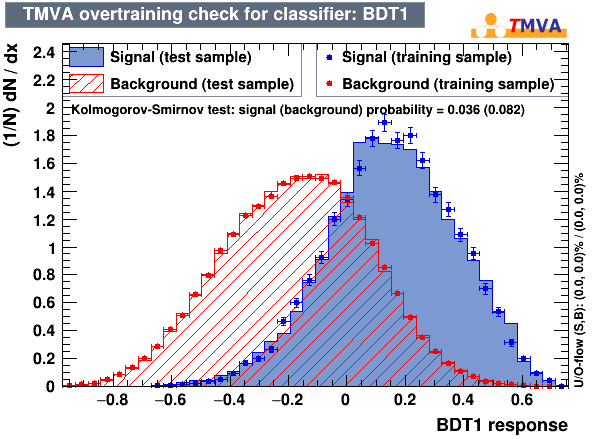 TMVA overtraining check for classifier: BDT1
TMVA
(1/N) dN / dx
Signal (test sample)
Signal (training sample)
Background (test sample)
Background (training sample)
Kolmogorov-Smirnov test: signal (background) probability = 0.036 (0.082)
2.4
2.2
2
1.8
1.6
1.4
1.2
1
0.8
0.6
0.4
0.2
0
−0.8 −0.6 −0.4 −0.2 0 0.2 0.4 0.6
BDT1 response
U/O-flow (S,B): (0.0, 0.0)% / (0.0, 0.0)%